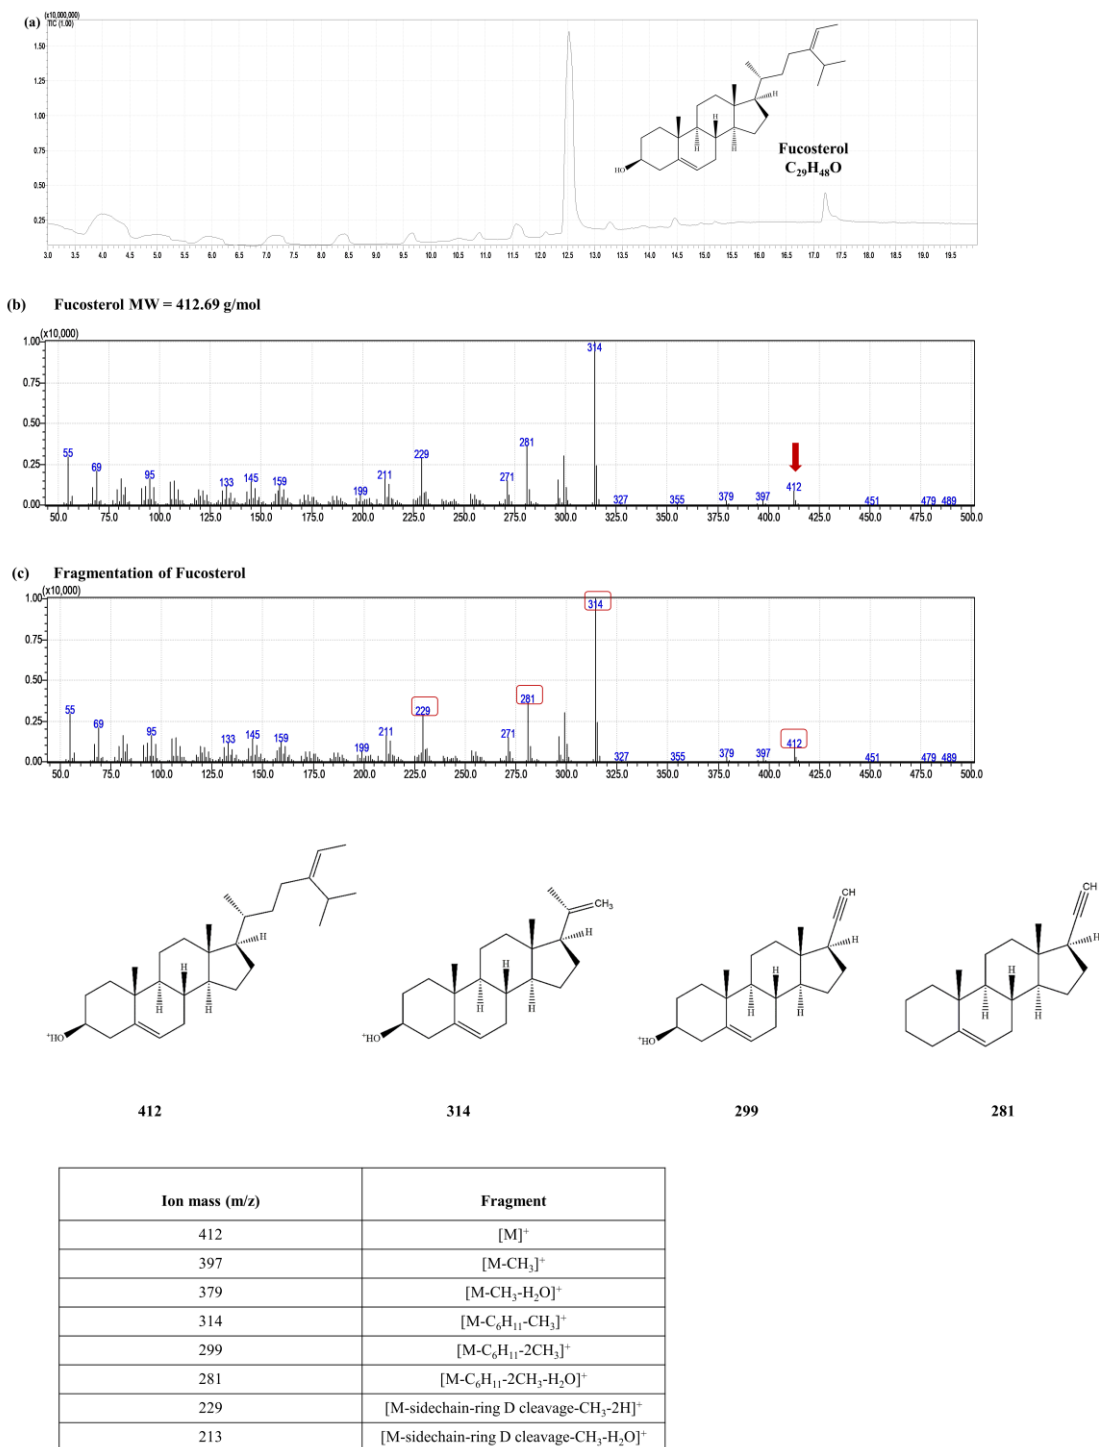 (a)
(x10,000,000)
TIC (1.00)
1.50
1.25
1.00
0.75
0.50
0.25
3.0 3.5 4.0 4.5 5.0 5.5 6.0 6.5 7.0 7.5 8.0 8.5 9.0 9.5 10.0 10.5 11.0 11.5 12.0 12.5 13.0 13.5 14.0 14.5 15.0 15.5 16.0 16.5 17.0 17.5 18.0 18.5 19.0 19.5
H
H
H
H
HO
Fucosterol
C₂₉H₄₈O
(b) Fucosterol MW = 412.69 g/mol
(x10,000)
1.00
0.75
0.50
0.25
0.00
55 69 95 133 145 159 199 211 229 271 281 314 327 355 379 397 412 451 479 489
50.0 75.0 100.0 125.0 150.0 175.0 200.0 225.0 250.0 275.0 300.0 325.0 350.0 375.0 400.0 425.0 450.0 475.0 500.0
(c) Fragmentation of Fucosterol
(x10,000)
1.00
0.75
0.50
0.25
0.00
55 69 95 133 145 159 199 211 229 271 281 314 327 355 379 397 412 451 479 489
50.0 75.0 100.0 125.0 150.0 175.0 200.0 225.0 250.0 275.0 300.0 325.0 350.0 375.0 400.0 425.0 450.0 475.0 500.0
H
H
H
H
⁺HO
CH₃
H
H
H
H
⁺HO
CH
H
H
H
H
⁺HO
CH
H
H
H
H
412 314 299 281
Ion mass (m/z) Fragment
412 [M]⁺
397 [M-CH₃]⁺
379 [M-CH₃-H₂O]⁺
314 [M-C₆H₁₁-CH₃]⁺
299 [M-C₆H₁₁-2CH₃]⁺
281 [M-C₆H₁₁-2CH₃-H₂O]⁺
229 [M-sidechain-ring D cleavage-CH₃-2H]⁺
213 [M-sidechain-ring D cleavage-CH₃-H₂O]⁺